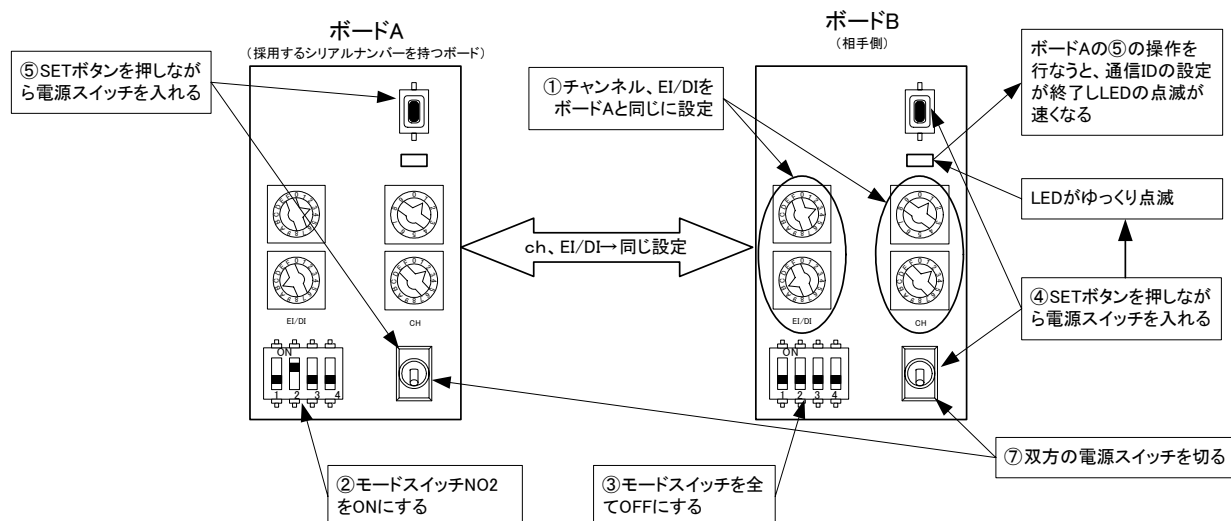 ボードA
(採用するシリアルナンバーを持つボード)
ボードB
(相手側)
⑤SETボタンを押しなが
ら電源スイッチを入れる
①チャンネル、EI/DIを
ボードAと同じに設定
ボードAの⑤の操作を
行なうと、通信IDの設定
が終了しLEDの点滅が
速くなる
LEDがゆっくり点滅
ch、EI/DI→同じ設定
④SETボタンを押しなが
ら電源スイッチを入れる
EI/DI
CH
EI/DI
CH
ON
1 2 3 4
ON
1 2 3 4
⑦双方の電源スイッチを切る
②モードスイッチNO2
をONにする
③モードスイッチを全
てOFFにする